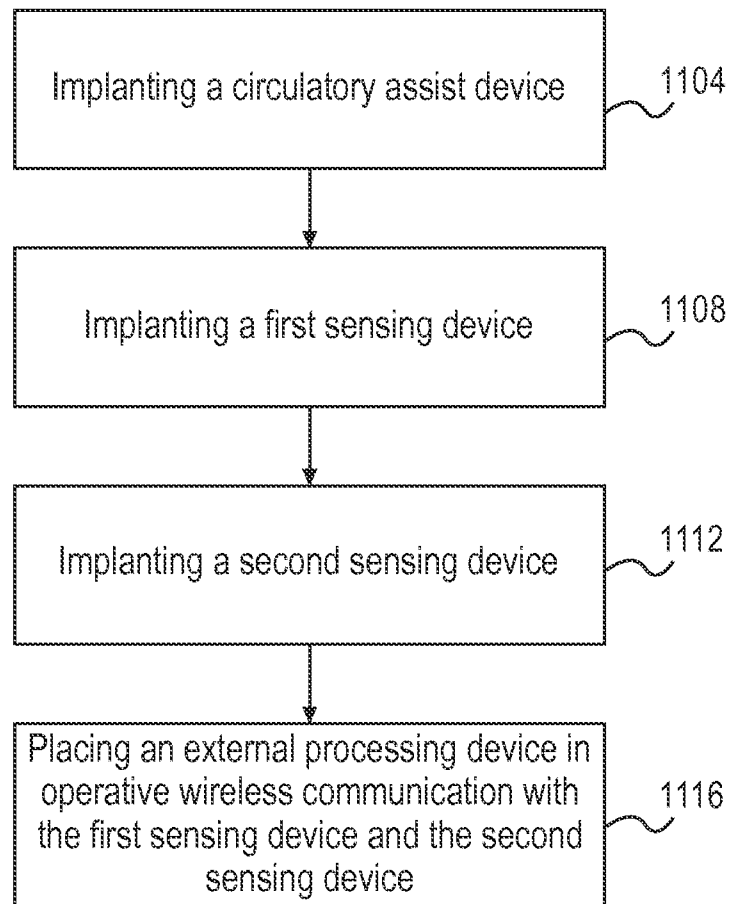 Implanting a circulatory assist device
1104
Implanting a first sensing device
1108
Implanting a second sensing device
1112
Placing an external processing device in
operative wireless communication with
the first sensing device and the second
sensing device
1116